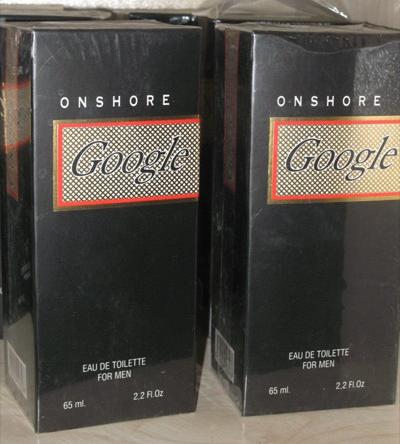 ONSHORE
Google
EAU DE TOILETTE
FOR MEN
65 ml. 2.2 Fl.Oz
ONSHORE
Google
EAU DE TOILETTE
FOR MEN
65 ml. 2.2 Fl.Oz